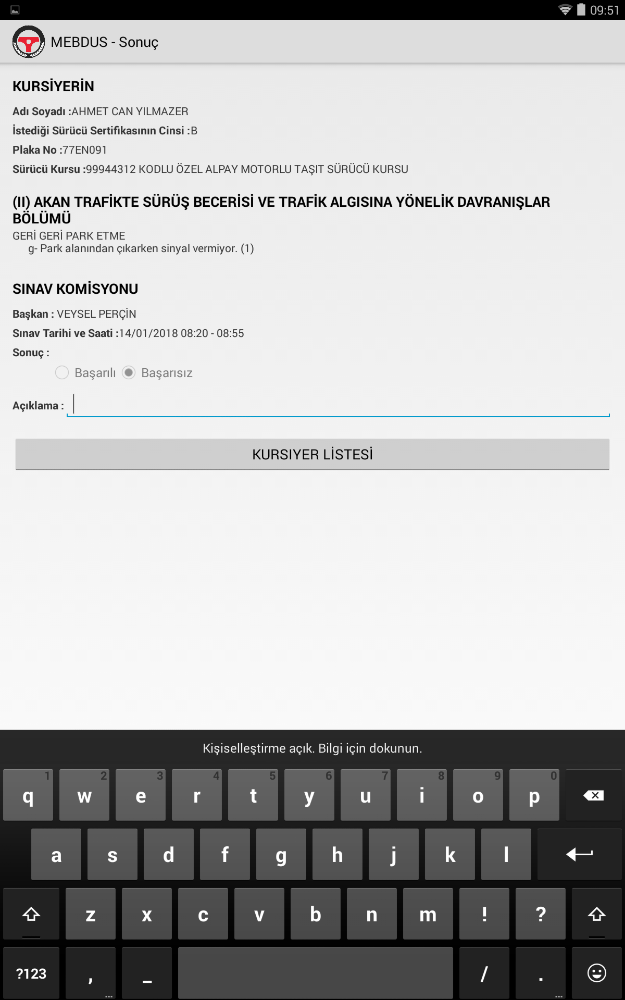 09:51
MEBDUS - Sonuç
KURSİYERİN
Adı Soyadı :AHMET CAN YILMAZER
İstediği Sürücü Sertifikasının Cinsi :B
Plaka No :77EN091
Sürücü Kursu :99944312 KODLU ÖZEL ALPAY MOTORLU TAŞIT SÜRÜCÜ KURSU
(II) AKAN TRAFİKTE SÜRÜŞ BECERİSİ VE TRAFİK ALGISINA YÖNELİK DAVRANIŞLAR
BÖLÜMÜ
GERİ GERİ PARK ETME
g- Park alanından çıkarken sinyal vermiyor. (1)
SINAV KOMİSYONU
Başkan : VEYSEL PERÇİN
Sınav Tarihi ve Saati :14/01/2018 08:20 - 08:55
Sonuç :
Başarılı Başarısız
Açıklama :
KURSIYER LİSTESİ
Kişiselleştirme açık. Bilgi için dokunun.
1 2 3 4 5 6 7 8 9 0
q w e r t y u i o p
a s d f g h j k l
z x c v b n m ! ?
?123 , _ / .